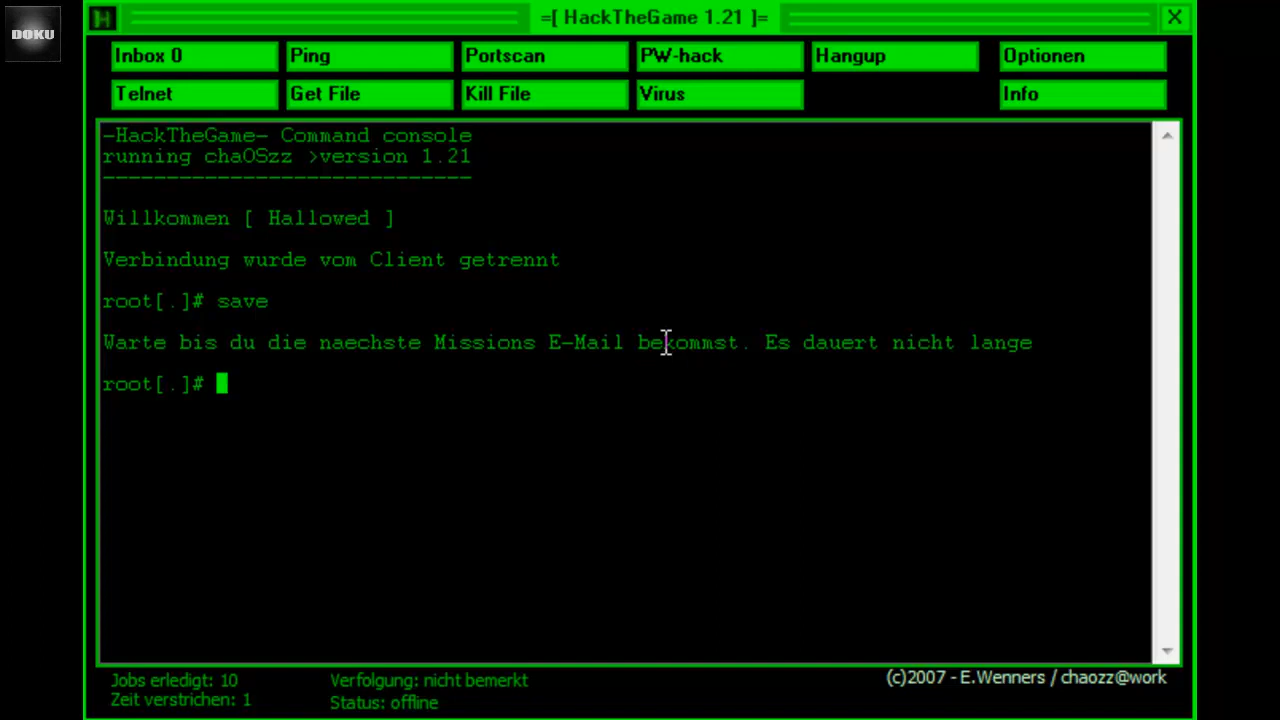 DOKU
=[ HackTheGame 1.21 ]=
X
Inbox 0
Ping
Portscan
PW-hack
Hangup
Optionen
Telnet
Get File
Kill File
Virus
Info
-HackTheGame- Command console
running chaOSzz >version 1.21
-----------------------------
Willkommen [ Hallowed ]
Verbindung wurde vom Client getrennt
root[.]# save
Warte bis du die naechste Missions E-Mail bekommst. Es dauert nicht lange
root[.]#
Jobs erledigt: 10
Verfolgung: nicht bemerkt
(c)2007 - E.Wenners / chaozz@work
Zeit verstrichen: 1
Status: offline